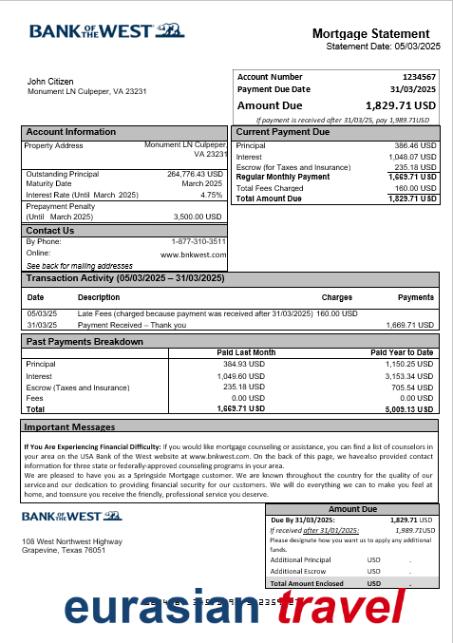 BANK OF THE WEST
Mortgage Statement
Statement Date: 05/03/2025
John Citizen
Monument LN Culpeper, VA 23231
Account Number 1234567
Payment Due Date 31/03/2025
Amount Due 1,829.71 USD
If payment is received after 31/03/25, pay 1,989.71USD
Account Information
Property Address Monument LN Culpeper,
VA 23231
Outstanding Principal 264,776.43 USD
Maturity Date March 2025
Interest Rate (Until March 2025) 4.75%
Prepayment Penalty
(Until March 2025) 3,500.00 USD
Current Payment Due
Principal 386.46 USD
Interest 1,048.07 USD
Escrow (for Taxes and Insurance) 235.18 USD
Regular Monthly Payment 1,669.71 USD
Total Fees Charged 160.00 USD
Total Amount Due 1,829.71 USD
Contact Us
By Phone: 1-877-310-3511
Online: www.bnkwest.com
See back for mailing addresses
Transaction Activity (05/03/2025 – 31/03/2025)
Date Description Charges Payments
05/03/25 Late Fees (charged because payment was received after 31/03/2025) 160.00 USD
31/03/25 Payment Received – Thank you 1,669.71 USD
Past Payments Breakdown
Paid Last Month Paid Year to Date
Principal 384.93 USD 1,150.25 USD
Interest 1,049.60 USD 3,153.34 USD
Escrow (Taxes and Insurance) 235.18 USD 705.54 USD
Fees 0.00 USD 0.00 USD
Total 1,669.71 USD 5,009.13 USD
Important Messages
If You Are Experiencing Financial Difficulty: if you would like mortgage counseling or assistance, you can find a list of counselors in
your area on the USA Bank of the West website at www.bnkwest.com. On the back of this page, we havealso provided contact
information for three state or federally-approved counseling programs in your area.
We are pleased to have you as a Springside Mortgage customer. We are known throughout the country for the quality of our
service and our dedication to providing financial security for our customers. We will do everything we can to make you feel at
home, and toensure you receive the friendly, professional service you deserve.
BANK OF THE WEST
108 West Northwest Highway
Grapevine, Texas 76051
Amount Due
Due By 31/03/2025: 1,829.71 USD
If received after 31/01/2025: 1,989.71USD
Please designate how you want us to apply any additional
funds.
Additional Principal USD .
Additional Escrow USD .
Total Amount Enclosed USD .
eurasian travel